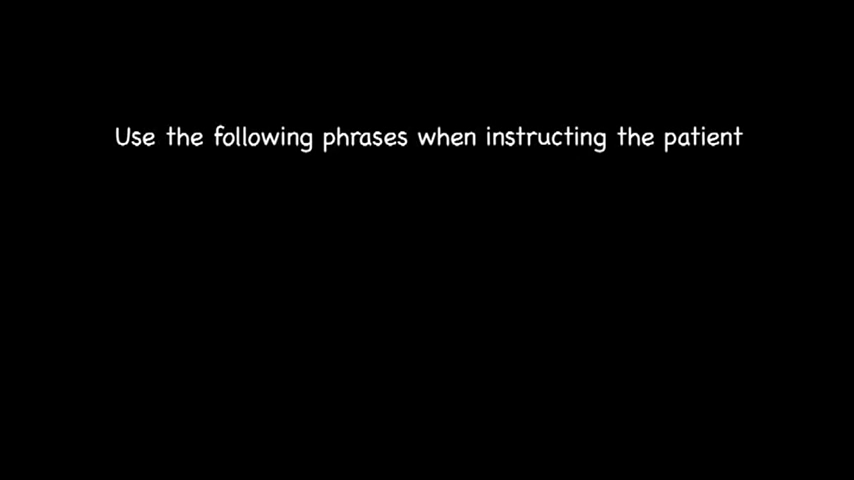 Use the following phrases when instructing the patient